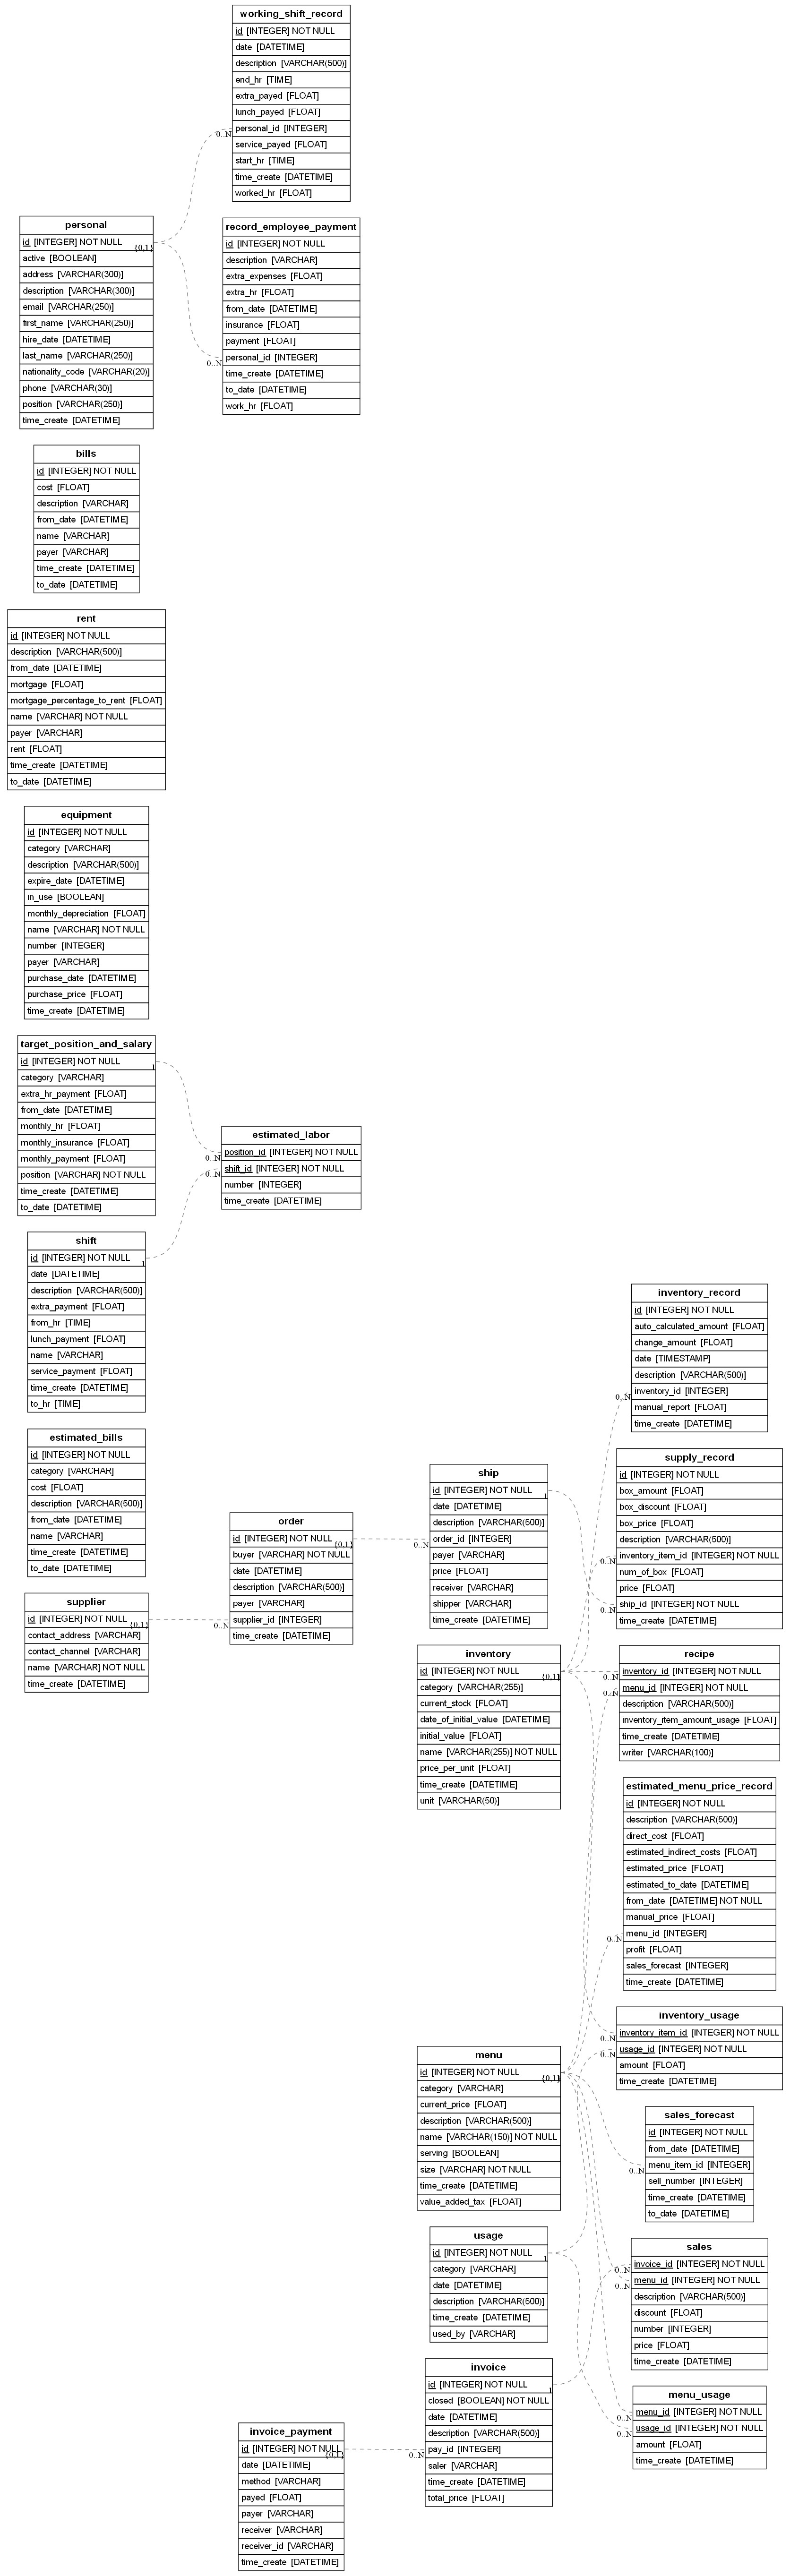 working_shift_record
id [INTEGER] NOT NULL
date [DATETIME]
description [VARCHAR(500)]
end_hr [TIME]
extra_payed [FLOAT]
lunch_payed [FLOAT]
personal_id [INTEGER]
0..N
service_payed [FLOAT]
start_hr [TIME]
time_create [DATETIME]
worked_hr [FLOAT]
personal
id [INTEGER] NOT NULL
{0,1}
active [BOOLEAN]
address [VARCHAR(300)]
description [VARCHAR(300)]
email [VARCHAR(250)]
first_name [VARCHAR(250)]
hire_date [DATETIME]
last_name [VARCHAR(250)]
nationality_code [VARCHAR(20)]
phone [VARCHAR(30)]
position [VARCHAR(250)]
time_create [DATETIME]
record_employee_payment
id [INTEGER] NOT NULL
description [VARCHAR]
extra_expenses [FLOAT]
extra_hr [FLOAT]
from_date [DATETIME]
insurance [FLOAT]
payment [FLOAT]
personal_id [INTEGER]
0..N
time_create [DATETIME]
to_date [DATETIME]
work_hr [FLOAT]
bills
id [INTEGER] NOT NULL
cost [FLOAT]
description [VARCHAR]
from_date [DATETIME]
name [VARCHAR]
payer [VARCHAR]
time_create [DATETIME]
to_date [DATETIME]
rent
id [INTEGER] NOT NULL
description [VARCHAR(500)]
from_date [DATETIME]
mortgage [FLOAT]
mortgage_percentage_to_rent [FLOAT]
name [VARCHAR] NOT NULL
payer [VARCHAR]
rent [FLOAT]
time_create [DATETIME]
to_date [DATETIME]
equipment
id [INTEGER] NOT NULL
category [VARCHAR]
description [VARCHAR(500)]
expire_date [DATETIME]
in_use [BOOLEAN]
monthly_depreciation [FLOAT]
name [VARCHAR] NOT NULL
number [INTEGER]
payer [VARCHAR]
purchase_date [DATETIME]
purchase_price [FLOAT]
time_create [DATETIME]
target_position_and_salary
id [INTEGER] NOT NULL
1
category [VARCHAR]
extra_hr_payment [FLOAT]
from_date [DATETIME]
monthly_hr [FLOAT]
monthly_insurance [FLOAT]
monthly_payment [FLOAT]
position [VARCHAR] NOT NULL
time_create [DATETIME]
to_date [DATETIME]
estimated_labor
position_id [INTEGER] NOT NULL
0..N
shift_id [INTEGER] NOT NULL
0..N
number [INTEGER]
time_create [DATETIME]
shift
id [INTEGER] NOT NULL
1
date [DATETIME]
description [VARCHAR(500)]
extra_payment [FLOAT]
from_hr [TIME]
lunch_payment [FLOAT]
name [VARCHAR]
service_payment [FLOAT]
time_create [DATETIME]
to_hr [TIME]
estimated_bills
id [INTEGER] NOT NULL
category [VARCHAR]
cost [FLOAT]
description [VARCHAR(500)]
from_date [DATETIME]
name [VARCHAR]
time_create [DATETIME]
to_date [DATETIME]
supplier
id [INTEGER] NOT NULL
{0,1}
contact_address [VARCHAR]
contact_channel [VARCHAR]
name [VARCHAR] NOT NULL
time_create [DATETIME]
order
id [INTEGER] NOT NULL
{0,1}
buyer [VARCHAR] NOT NULL
date [DATETIME]
description [VARCHAR(500)]
payer [VARCHAR]
supplier_id [INTEGER]
0..N
time_create [DATETIME]
ship
id [INTEGER] NOT NULL
1
date [DATETIME]
description [VARCHAR(500)]
order_id [INTEGER]
0..N
payer [VARCHAR]
price [FLOAT]
receiver [VARCHAR]
shipper [VARCHAR]
time_create [DATETIME]
inventory
id [INTEGER] NOT NULL
{0,1}
category [VARCHAR(255)]
current_stock [FLOAT]
date_of_initial_value [DATETIME]
initial_value [FLOAT]
name [VARCHAR(255)] NOT NULL
price_per_unit [FLOAT]
time_create [DATETIME]
unit [VARCHAR(50)]
inventory_record
id [INTEGER] NOT NULL
auto_calculated_amount [FLOAT]
change_amount [FLOAT]
date [TIMESTAMP]
description [VARCHAR(500)]
inventory_id [INTEGER]
0..N
manual_report [FLOAT]
time_create [DATETIME]
supply_record
id [INTEGER] NOT NULL
box_amount [FLOAT]
box_discount [FLOAT]
box_price [FLOAT]
description [VARCHAR(500)]
inventory_item_id [INTEGER] NOT NULL
0..N
num_of_box [FLOAT]
price [FLOAT]
ship_id [INTEGER] NOT NULL
0..N
time_create [DATETIME]
recipe
inventory_id [INTEGER] NOT NULL
0..N
menu_id [INTEGER] NOT NULL
0..N
description [VARCHAR(500)]
inventory_item_amount_usage [FLOAT]
time_create [DATETIME]
writer [VARCHAR(100)]
estimated_menu_price_record
id [INTEGER] NOT NULL
description [VARCHAR(500)]
direct_cost [FLOAT]
estimated_indirect_costs [FLOAT]
estimated_price [FLOAT]
estimated_to_date [DATETIME]
from_date [DATETIME] NOT NULL
manual_price [FLOAT]
menu_id [INTEGER]
0..N
profit [FLOAT]
sales_forecast [INTEGER]
time_create [DATETIME]
inventory_usage
inventory_item_id [INTEGER] NOT NULL
0..N
usage_id [INTEGER] NOT NULL
0..N
amount [FLOAT]
time_create [DATETIME]
menu
id [INTEGER] NOT NULL
{0,1}
category [VARCHAR]
current_price [FLOAT]
description [VARCHAR(500)]
name [VARCHAR(150)] NOT NULL
serving [BOOLEAN]
size [VARCHAR] NOT NULL
time_create [DATETIME]
value_added_tax [FLOAT]
sales_forecast
id [INTEGER] NOT NULL
from_date [DATETIME]
menu_item_id [INTEGER]
0..N
sell_number [INTEGER]
time_create [DATETIME]
to_date [DATETIME]
usage
id [INTEGER] NOT NULL
1
category [VARCHAR]
date [DATETIME]
description [VARCHAR(500)]
time_create [DATETIME]
used_by [VARCHAR]
sales
invoice_id [INTEGER] NOT NULL
0..N
menu_id [INTEGER] NOT NULL
0..N
description [VARCHAR(500)]
discount [FLOAT]
number [INTEGER]
price [FLOAT]
time_create [DATETIME]
invoice
id [INTEGER] NOT NULL
1
closed [BOOLEAN] NOT NULL
date [DATETIME]
description [VARCHAR(500)]
pay_id [INTEGER]
0..N
saler [VARCHAR]
time_create [DATETIME]
total_price [FLOAT]
menu_usage
menu_id [INTEGER] NOT NULL
0..N
usage_id [INTEGER] NOT NULL
0..N
amount [FLOAT]
time_create [DATETIME]
invoice_payment
id [INTEGER] NOT NULL
{0,1}
date [DATETIME]
method [VARCHAR]
payed [FLOAT]
payer [VARCHAR]
receiver [VARCHAR]
receiver_id [VARCHAR]
time_create [DATETIME]